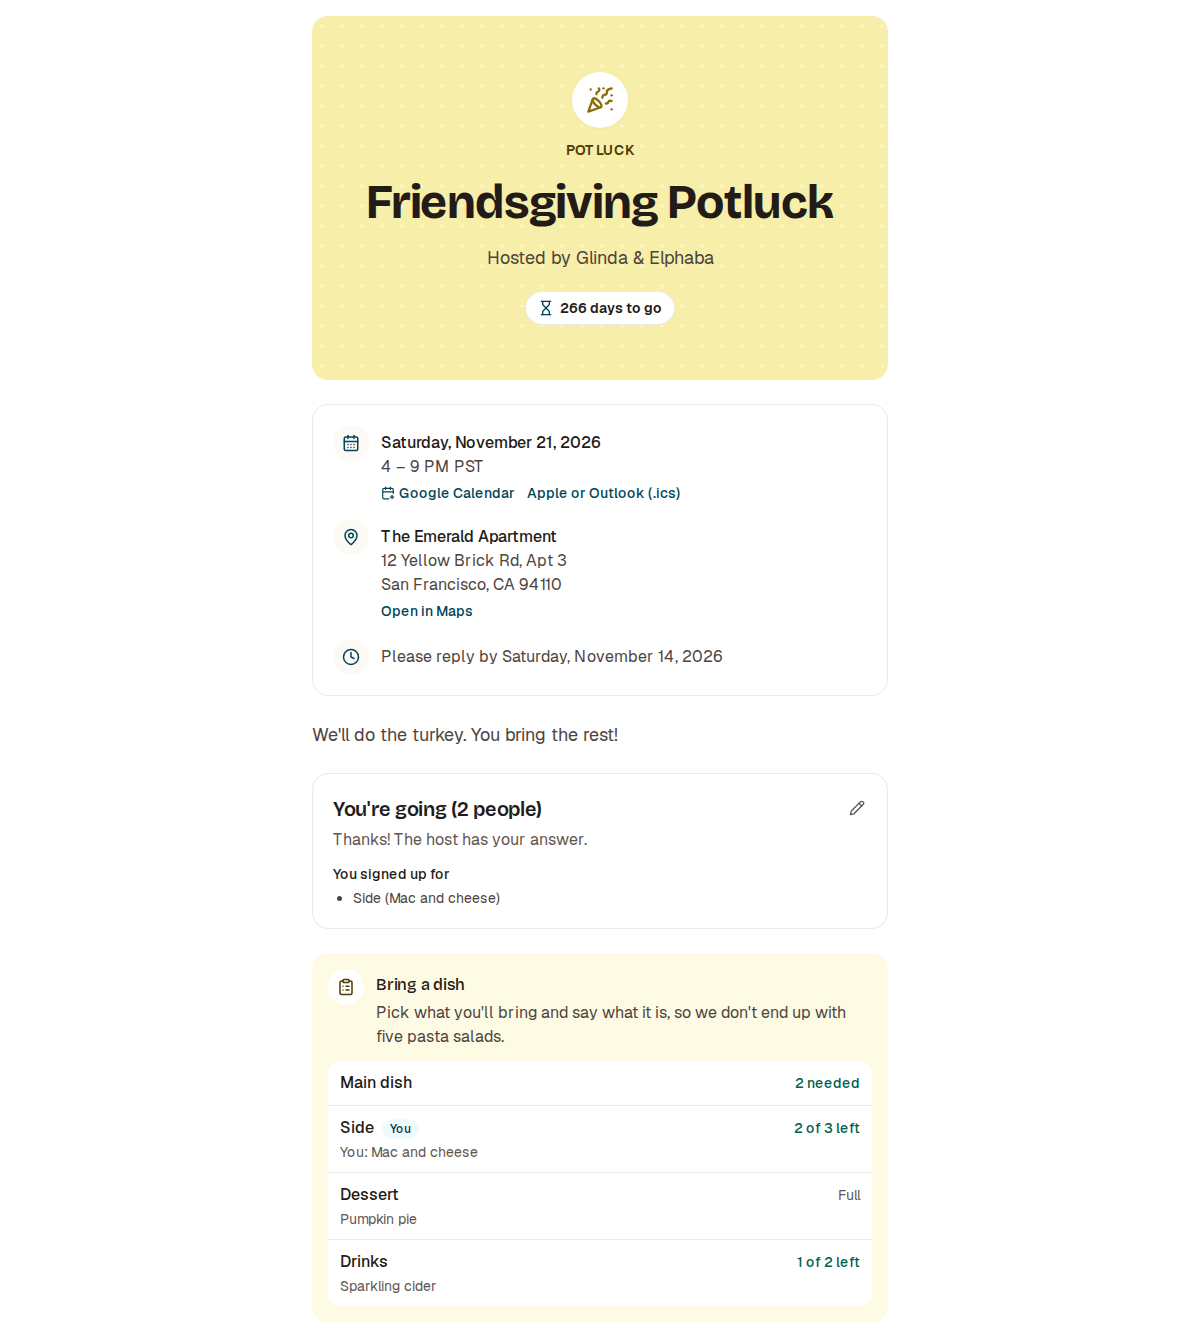 POTLUCK
Friendsgiving Potluck
Hosted by Glinda & Elphaba
266 days to go
Saturday, November 21, 2026
4 – 9 PM PST
Google Calendar Apple or Outlook (.ics)
The Emerald Apartment
12 Yellow Brick Rd, Apt 3
San Francisco, CA 94110
Open in Maps
Please reply by Saturday, November 14, 2026
We'll do the turkey. You bring the rest!
You're going (2 people)
Thanks! The host has your answer.
You signed up for
• Side (Mac and cheese)
Bring a dish
Pick what you'll bring and say what it is, so we don't end up with
five pasta salads.
Main dish 2 needed
Side You 2 of 3 left
You: Mac and cheese
Dessert Full
Pumpkin pie
Drinks 1 of 2 left
Sparkling cider